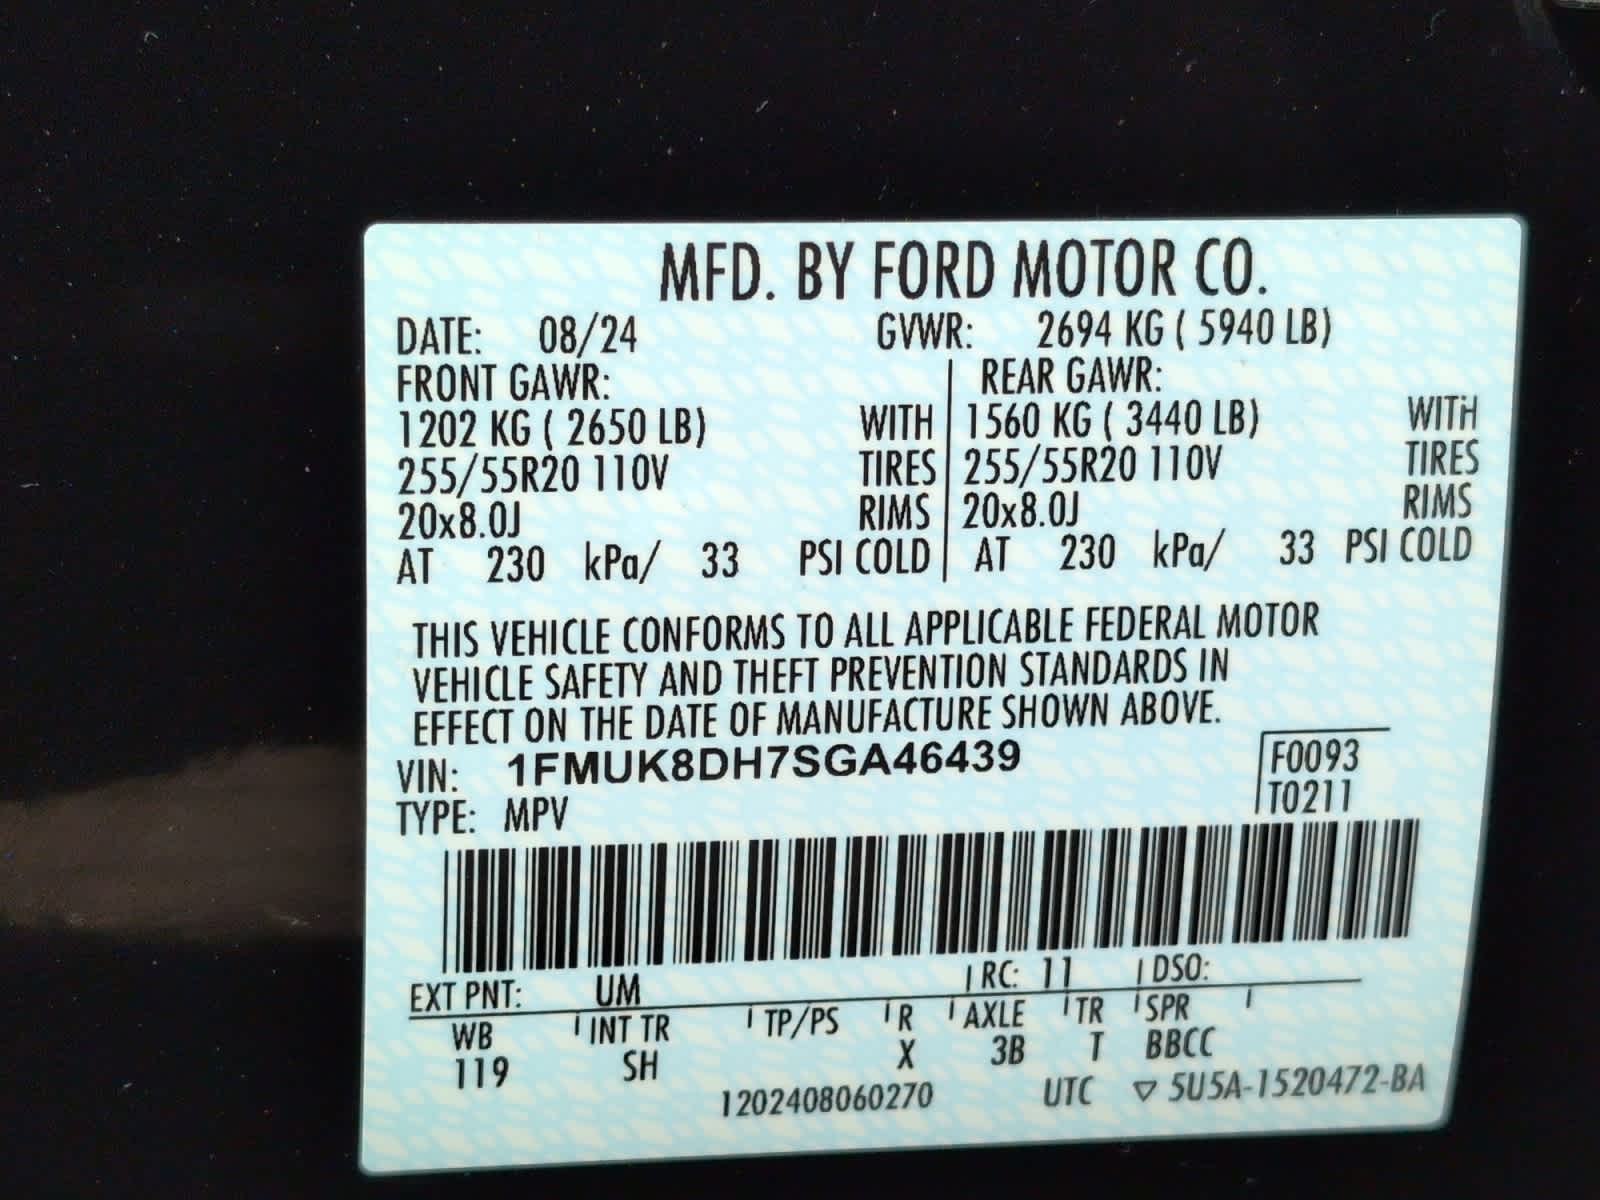 MFD. BY FORD MOTOR CO.
DATE: 08/24 GVWR: 2694 KG ( 5940 LB)
FRONT GAWR: REAR GAWR:
1202 KG ( 2650 LB) WITH 1560 KG ( 3440 LB) WITH
255/55R20 110V TIRES 255/55R20 110V TIRES
20x8.0J RIMS 20x8.0J RIMS
AT 230 kPa/ 33 PSI COLD AT 230 kPa/ 33 PSI COLD
THIS VEHICLE CONFORMS TO ALL APPLICABLE FEDERAL MOTOR
VEHICLE SAFETY AND THEFT PREVENTION STANDARDS IN
EFFECT ON THE DATE OF MANUFACTURE SHOWN ABOVE.
VIN: 1FMUK8DH7SGA46439 F0093
TYPE: MPV T0211
EXT PNT: UM RC: 11 DSO:
WB INT TR TP/PS R AXLE TR SPR
119 SH X 3B T BBCC
1202408060270 UTC ▽ 5U5A-1520472-BA